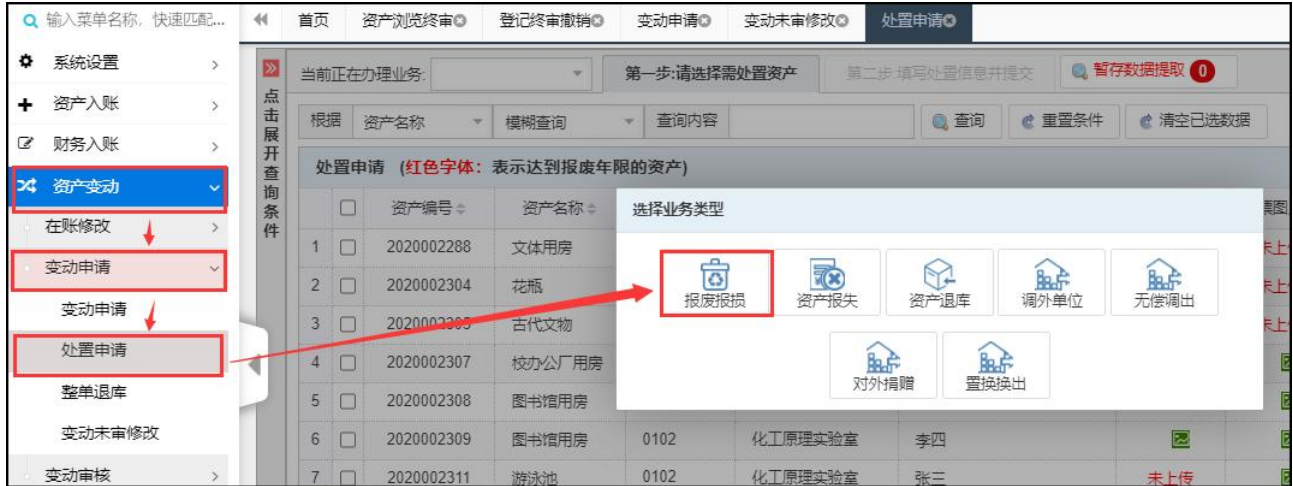 输入菜单名称，快速匹配...
首页 资产浏览终审 登记终审撤销 变动申请 变动未审修改 处置申请
系统设置
资产入账
财务入账
资产变动
在账修改
变动申请
变动申请
处置申请
整单退库
变动未审修改
变动审核
点击展开查询条件
当前正在办理业务: 第一步:请选择需处置资产 第二步:填写处置信息并提交 暂存数据提取 0
根据 资产名称 模糊查询 查询内容 查询 重置条件 清空已选数据
处置申请 (红色字体：表示达到报废年限的资产)
资产编号 资产名称
1 2020002288 文体用房
2 2020002304 花瓶
3 古代文物
4 2020002307 校办公厂用房
5 2020002308 图书馆用房
6 2020002309 图书馆用房 0102 化工原理实验室 李四
7 2020002311 游泳池 0102 化工原理实验室 张三 未上传
选择业务类型
报废报损 资产报失 资产退库 调外单位 无偿调出
对外捐赠 置换换出